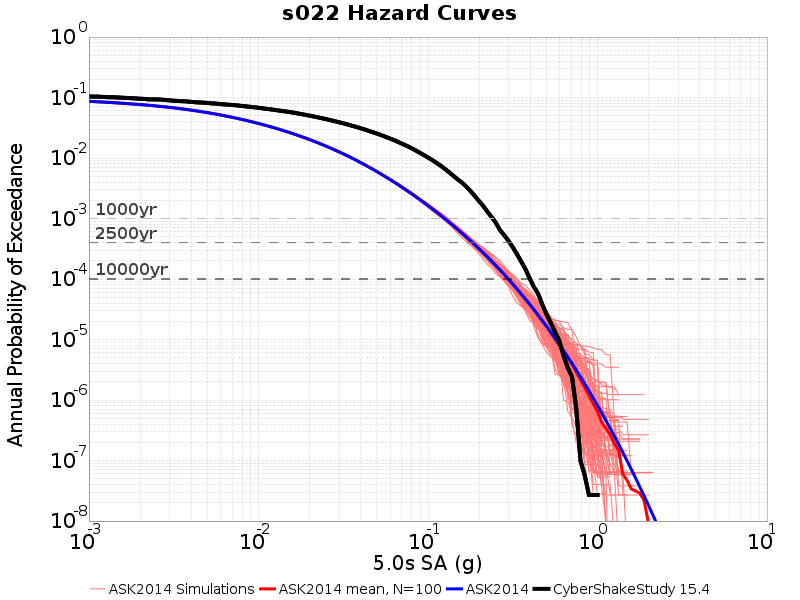 s022 Hazard Curves
Annual Probability of Exceedance
10^0
10^-1
10^-2
10^-3
10^-4
10^-5
10^-6
10^-7
10^-8
1000yr
2500yr
10000yr
10^-3 10^-2 10^-1 10^0 10^1
5.0s SA (g)
ASK2014 Simulations ASK2014 mean, N=100 ASK2014 CyberShakeStudy 15.4